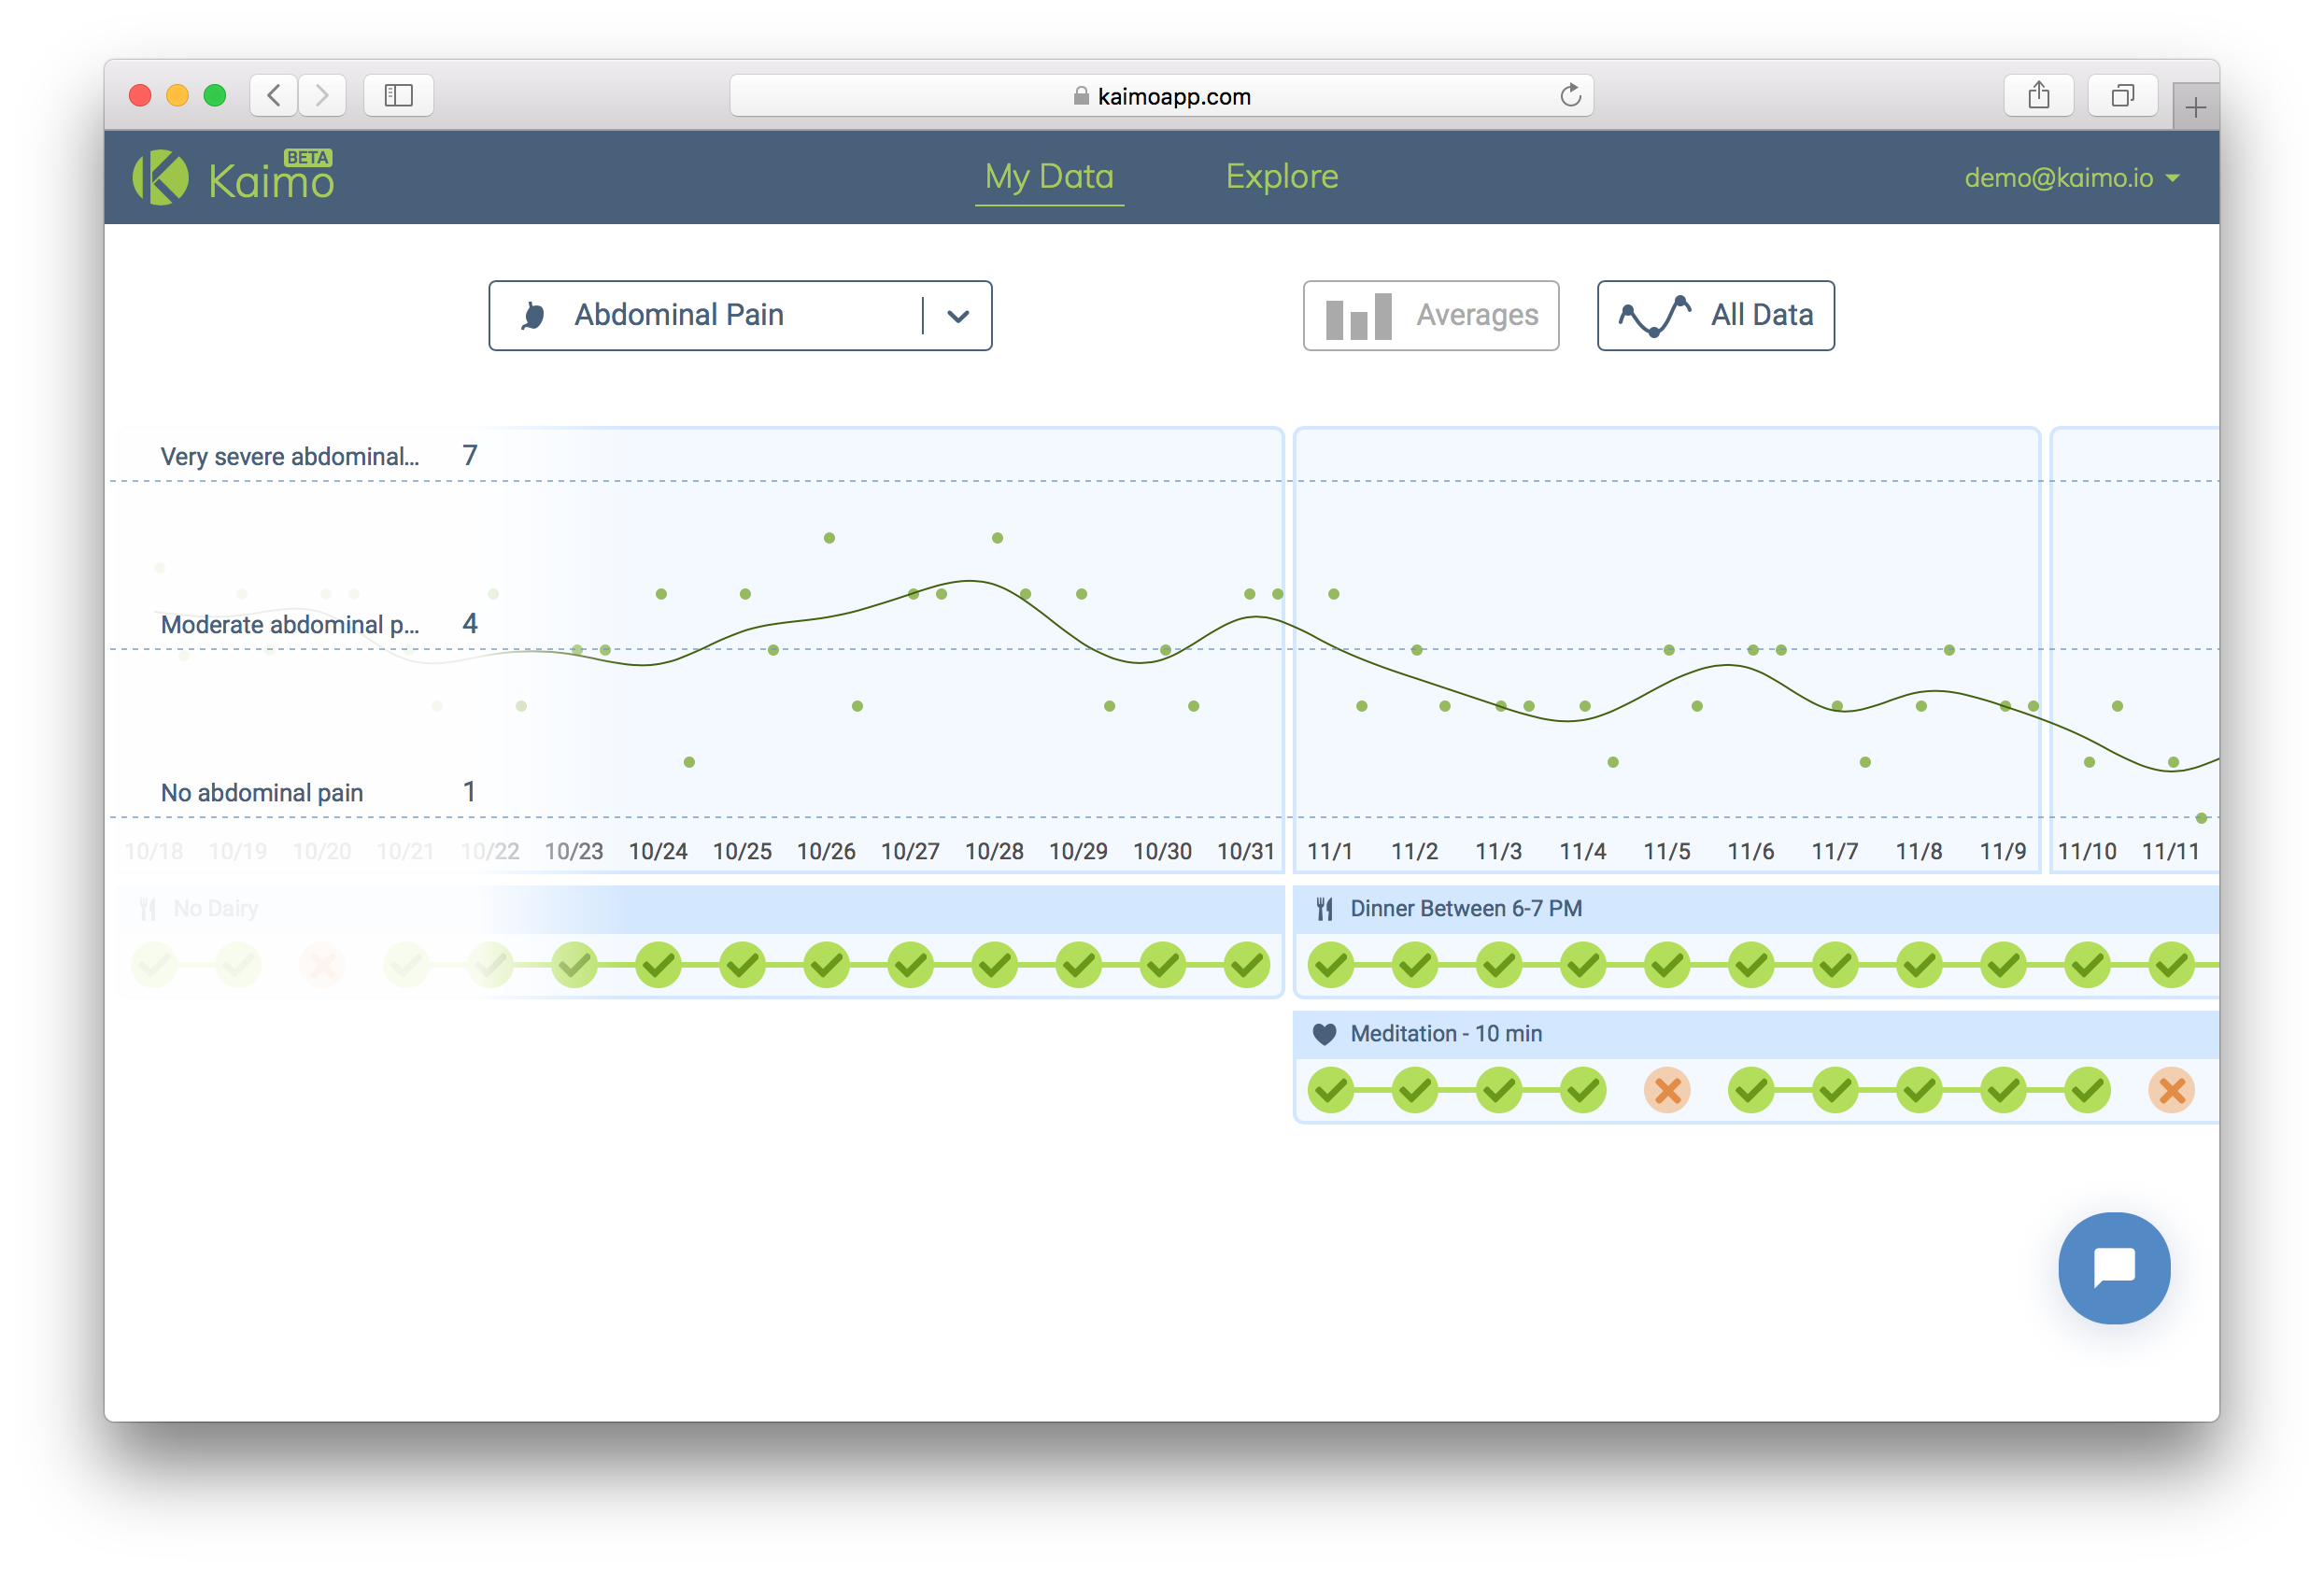 kaimoapp.com
Kaimo BETA
My Data
Explore
demo@kaimo.io
Abdominal Pain
Averages
All Data
Very severe abdominal... 7
Moderate abdominal p... 4
No abdominal pain 1
10/18 10/19 10/20 10/21 10/22 10/23 10/24 10/25 10/26 10/27 10/28 10/29 10/30 10/31 11/1 11/2 11/3 11/4 11/5 11/6 11/7 11/8 11/9 11/10 11/11
No Dairy
Dinner Between 6-7 PM
Meditation - 10 min